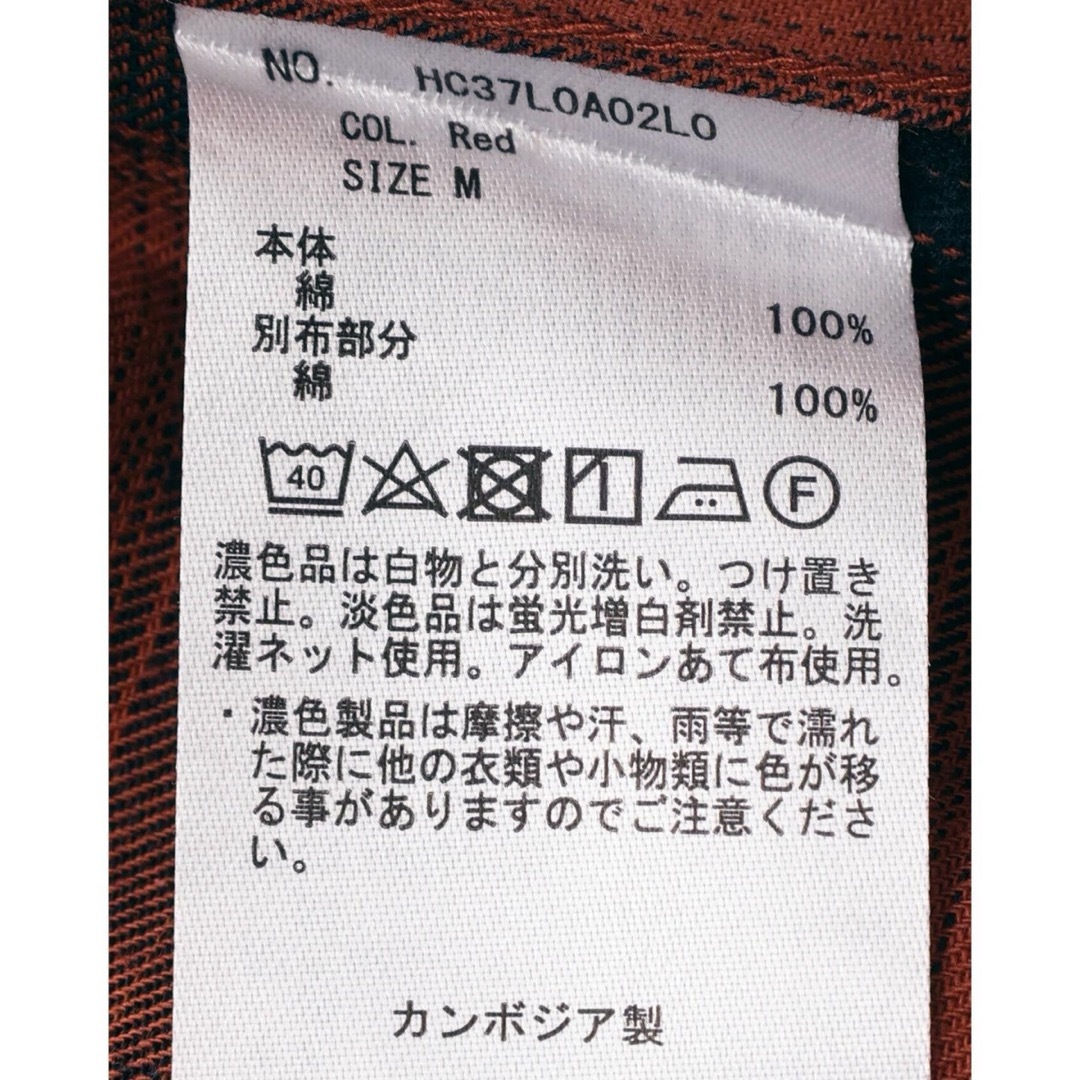 NO. HC37L0A02L0
COL. Red
SIZE M
本体
綿 100%
別布部分
綿 100%
40 F
濃色品は白物と分別洗い。つけ置き
禁止。淡色品は蛍光増白剤禁止。洗
濯ネット使用。アイロンあて布使用。
・濃色製品は摩擦や汗、雨等で濡れ
た際に他の衣類や小物類に色が移
る事がありますのでご注意くださ
い。
カンボジア製